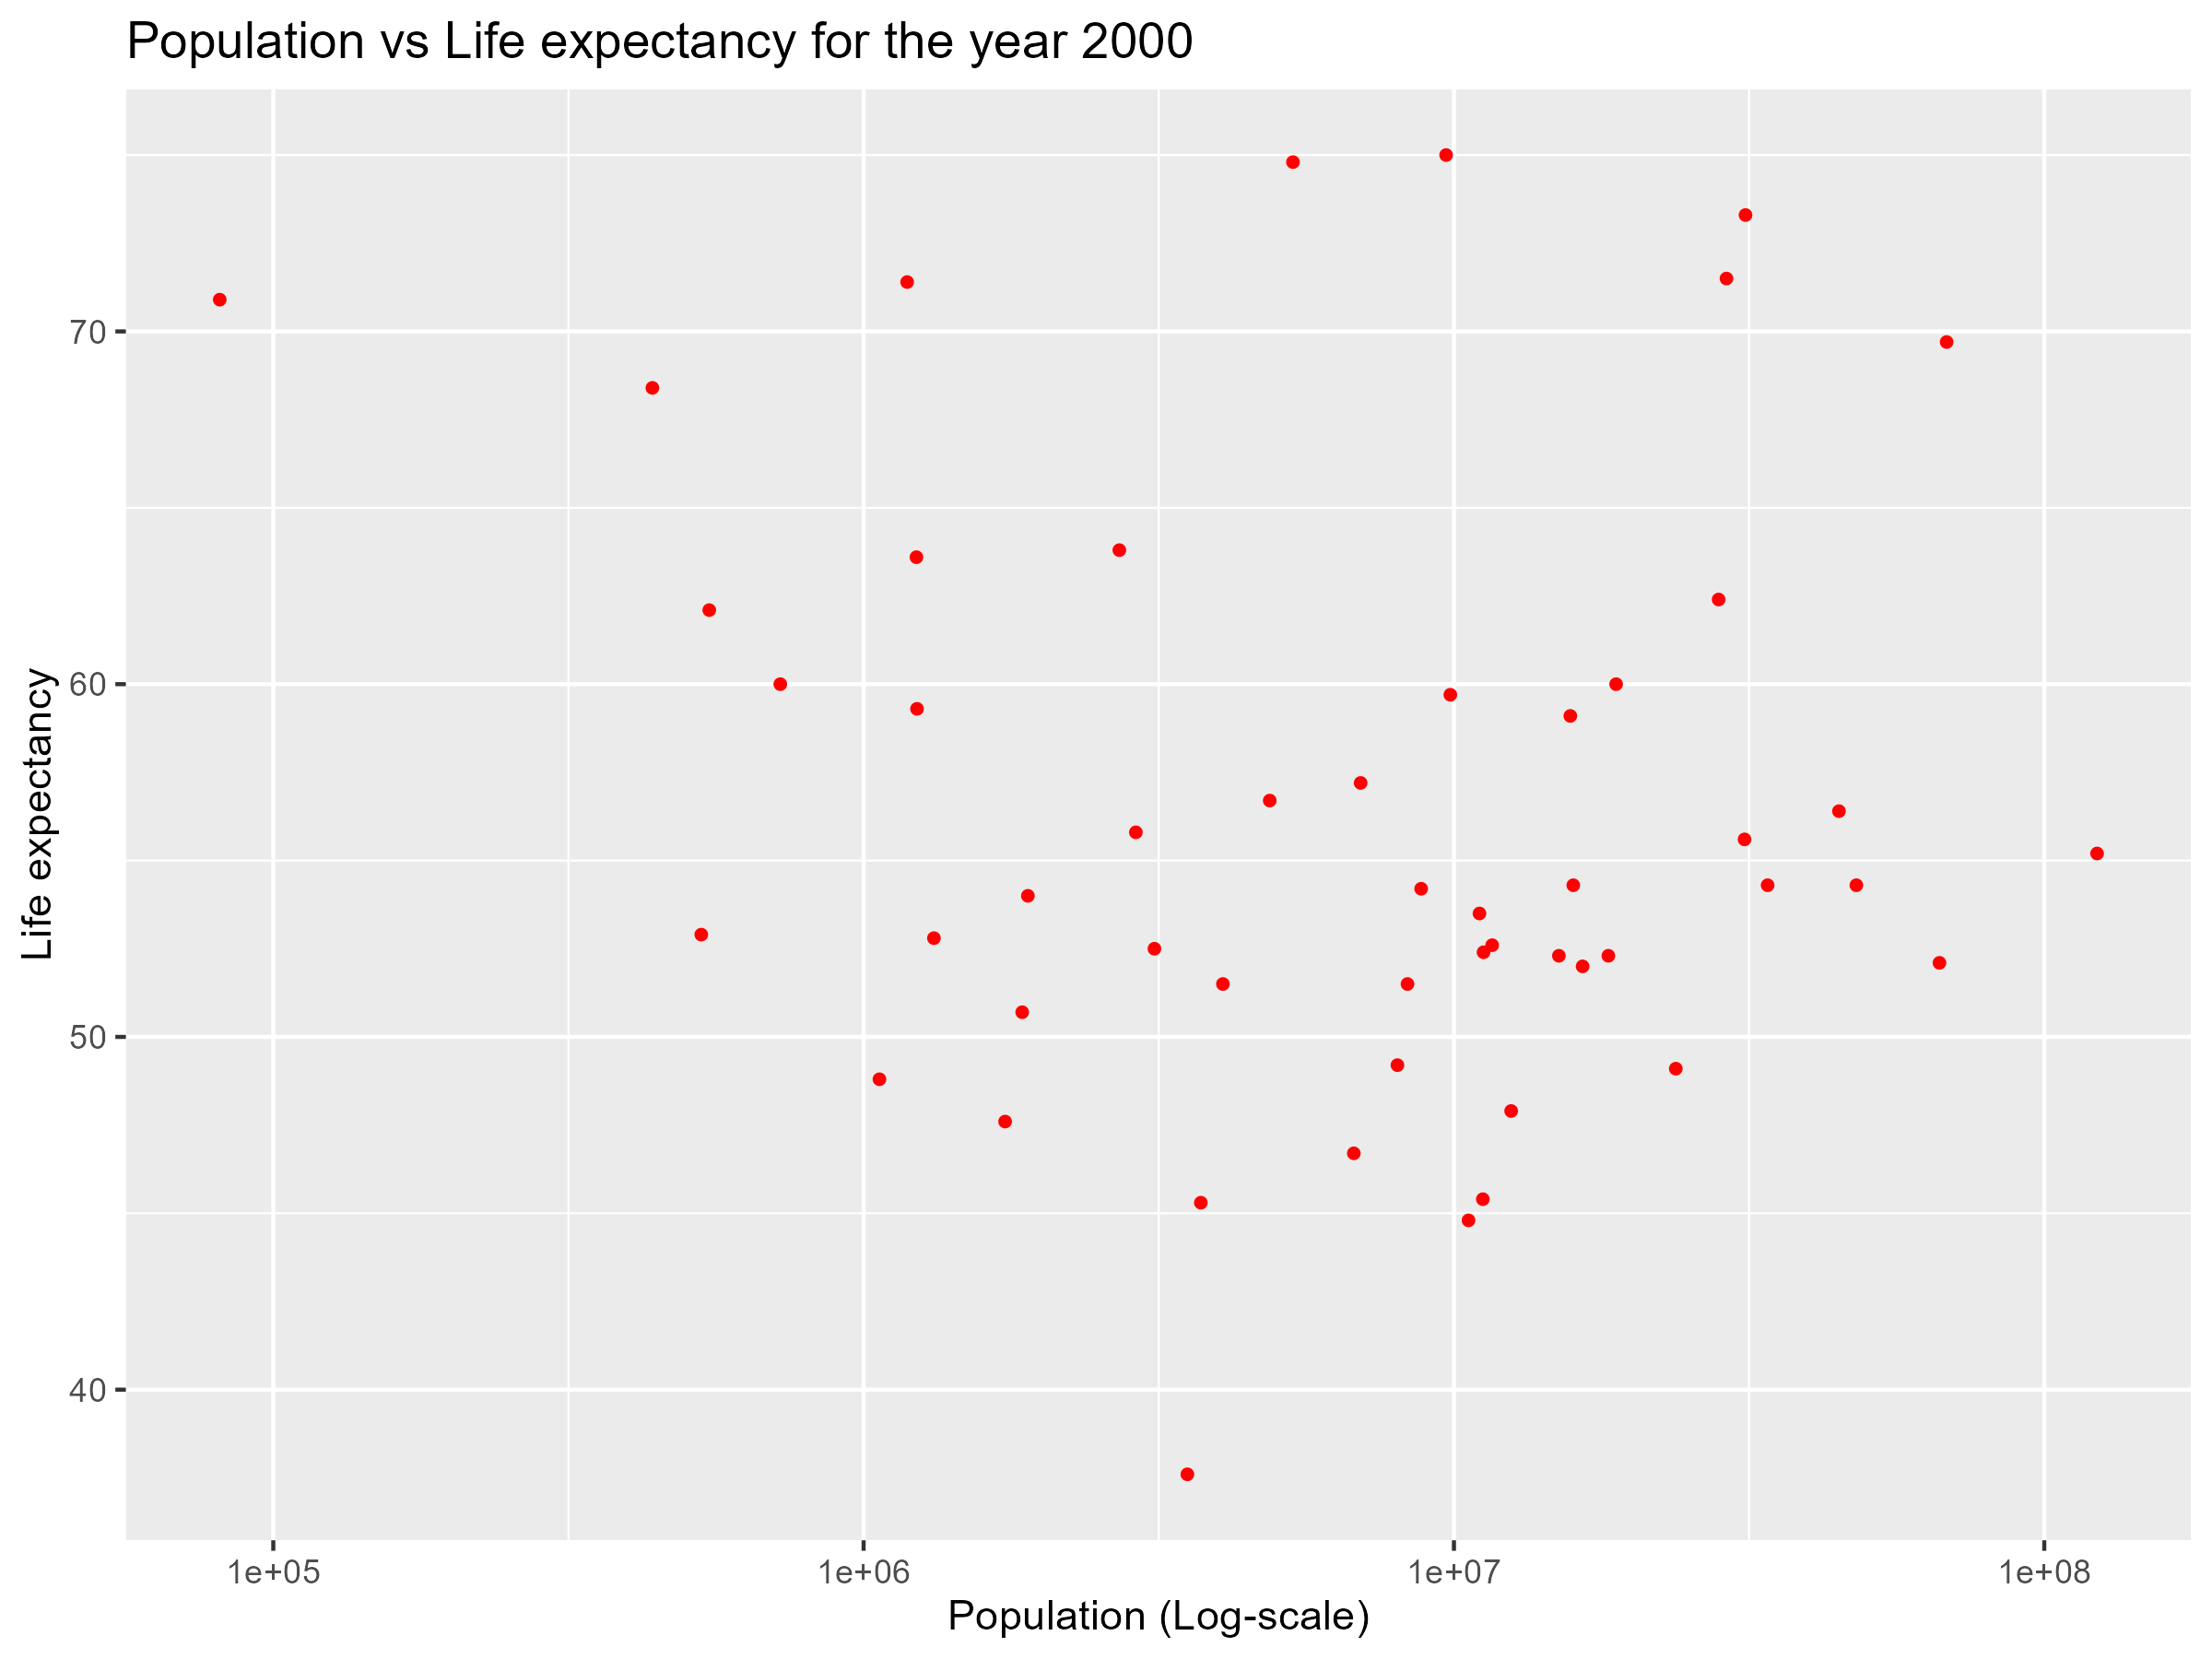 Population vs Life expectancy for the year 2000
Life expectancy
70
60
50
40
1e+05
1e+06
1e+07
1e+08
Population (Log-scale)